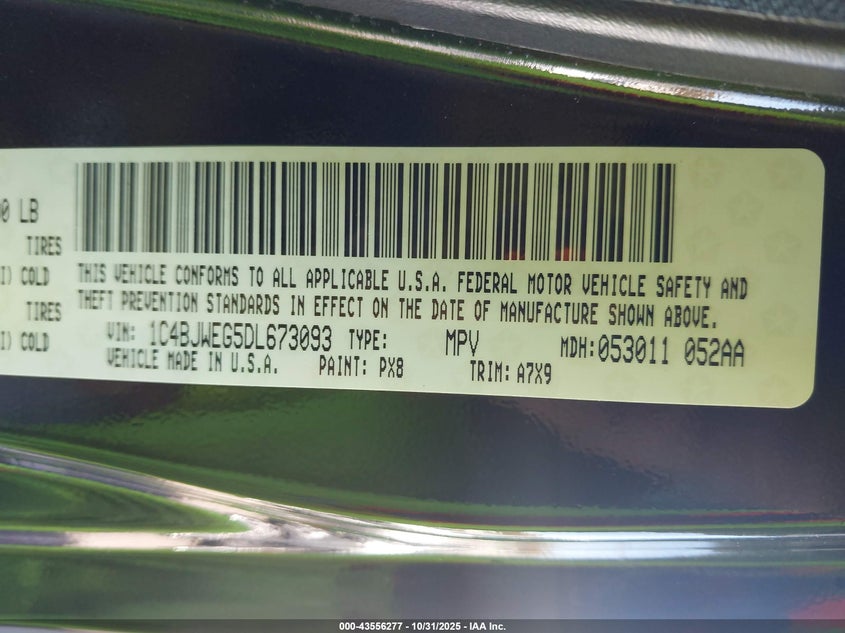 00 LB
TIRES
I) COLD
TIRES
I) COLD
THIS VEHICLE CONFORMS TO ALL APPLICABLE U.S.A. FEDERAL MOTOR VEHICLE SAFETY AND
THEFT PREVENTION STANDARDS IN EFFECT ON THE DATE OF MANUFACTURE SHOWN ABOVE.
VIN: 1C4BJWEG5DL673093 TYPE: MPV MDH:053011 052AA
VEHICLE MADE IN U.S.A. PAINT: PX8 TRIM: A7X9
000-43556277 - 10/31/2025 - IAA Inc.